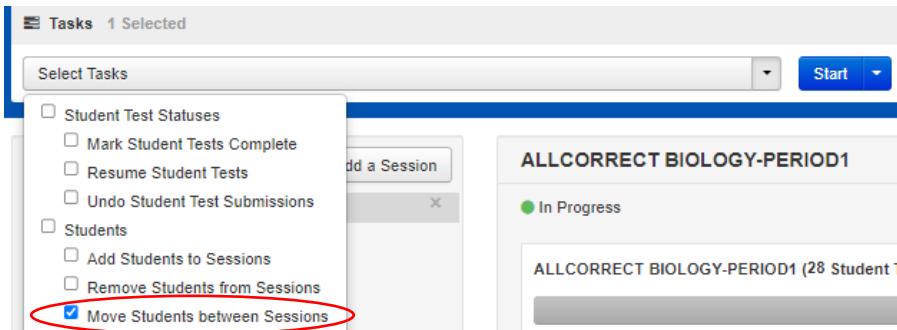 Tasks 1 Selected
Select Tasks
Start
Student Test Statuses
Mark Student Tests Complete
Resume Student Tests
Undo Student Test Submissions
Students
Add Students to Sessions
Remove Students from Sessions
Move Students between Sessions
dd a Session
ALLCORRECT BIOLOGY-PERIOD1
In Progress
ALLCORRECT BIOLOGY-PERIOD1 (28 Student T